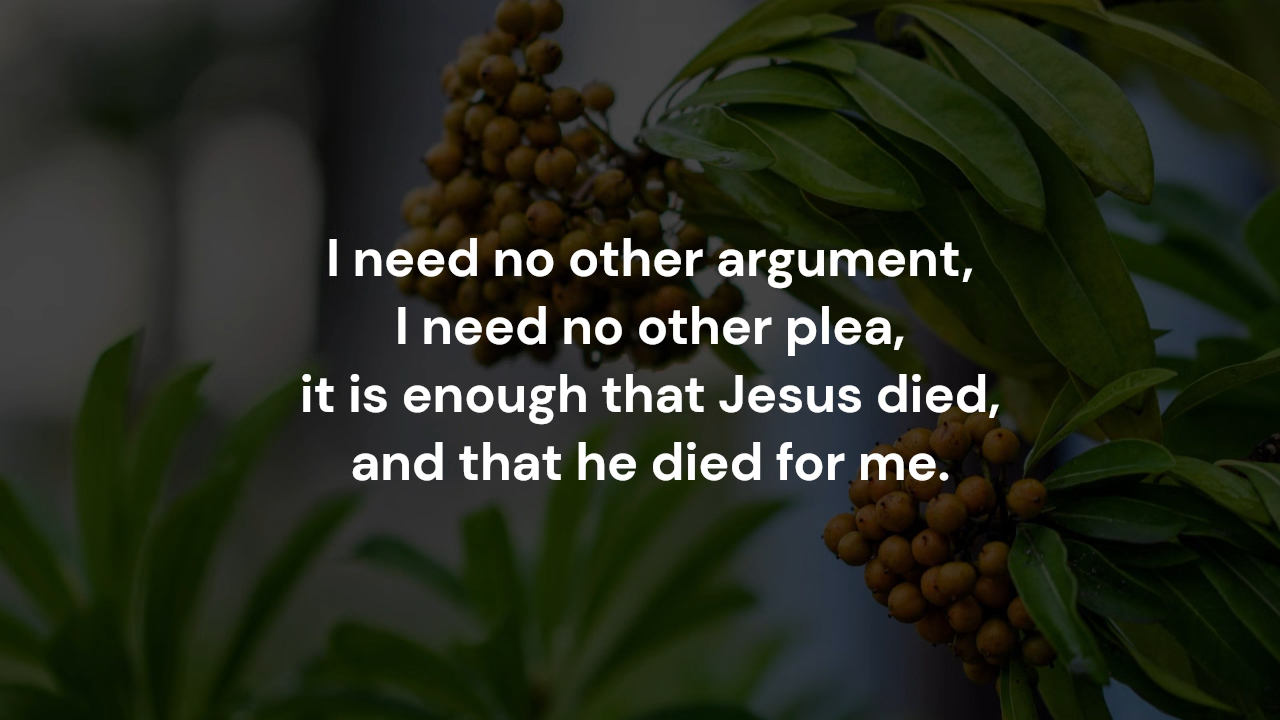 I need no other argument,
I need no other plea,
it is enough that Jesus died,
and that he died for me.